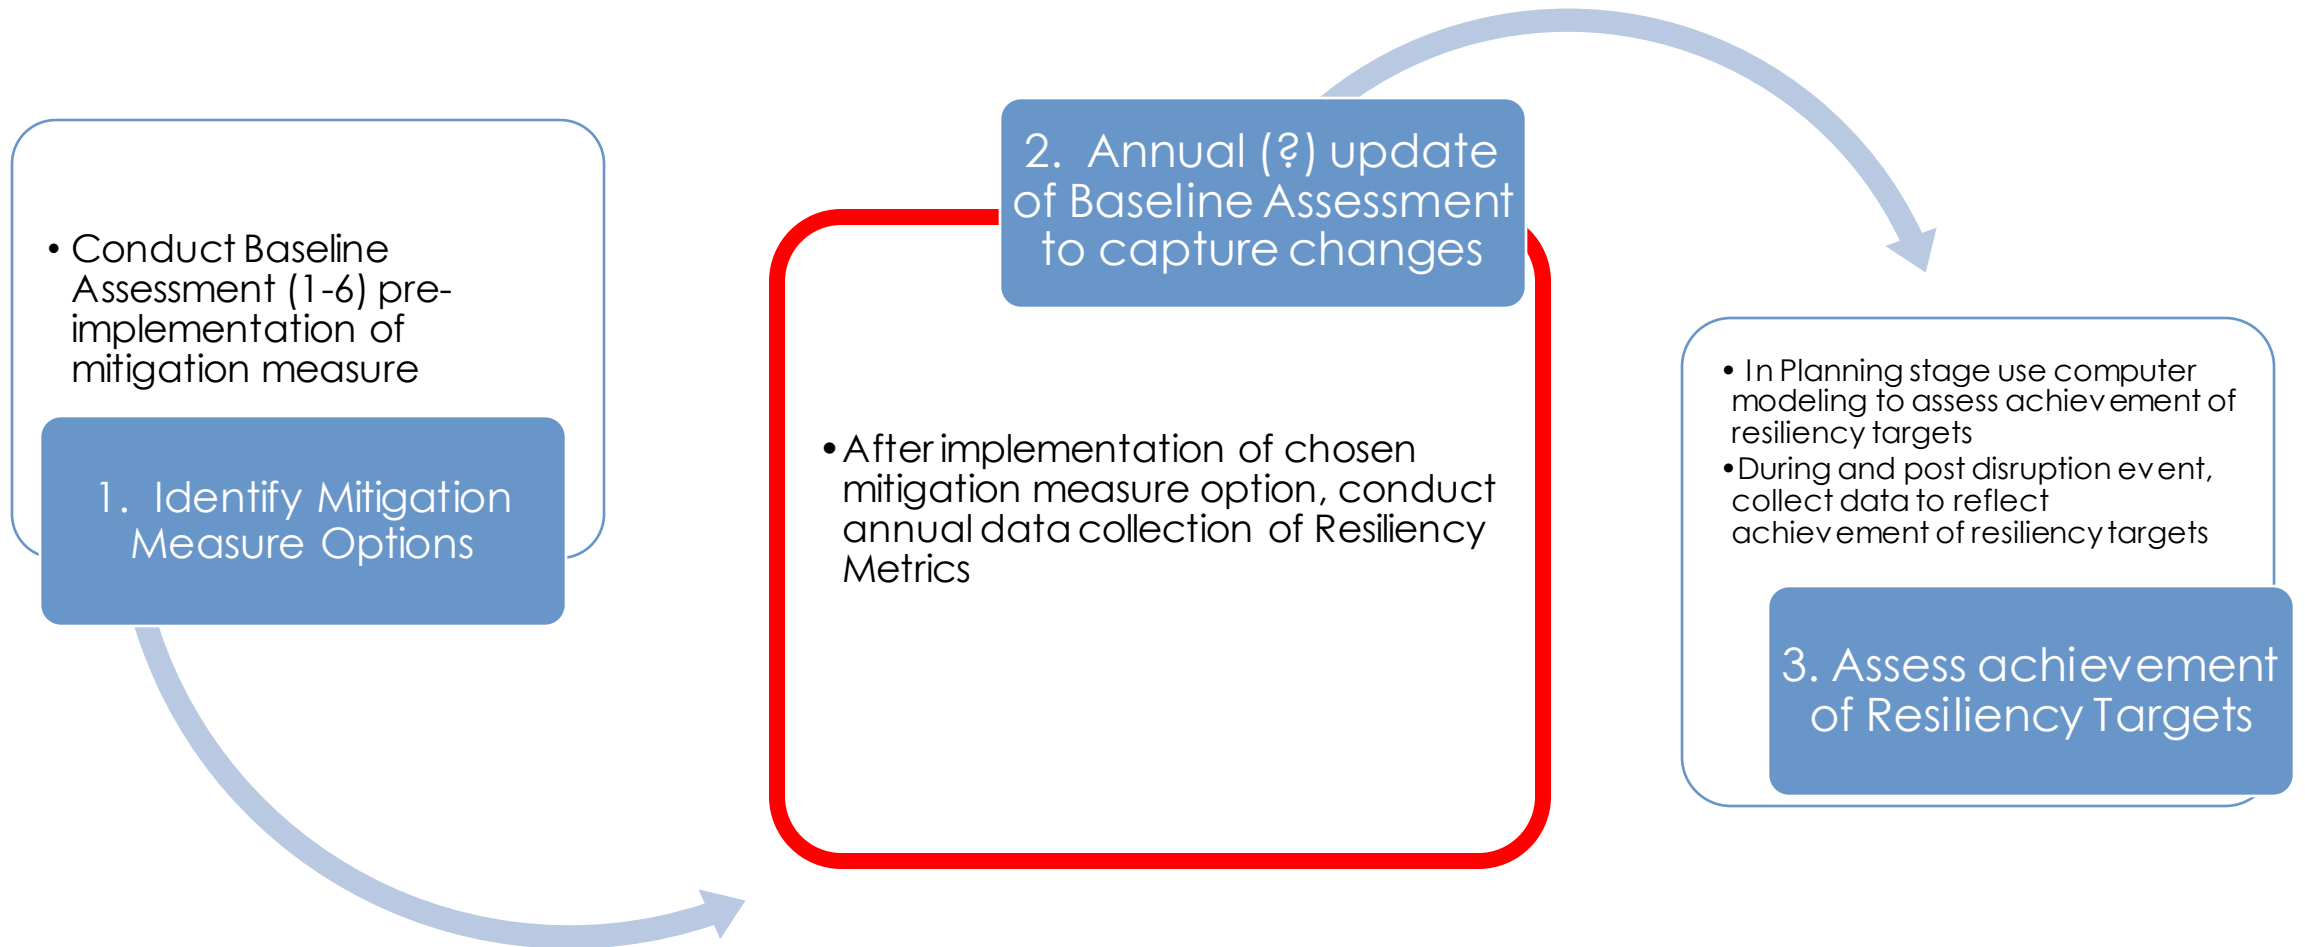 • Conduct Baseline
Assessment (1-6) pre-
implementation of
mitigation measure
1. Identify Mitigation
Measure Options
2. Annual (?) update
of Baseline Assessment
to capture changes
• After implementation of chosen
mitigation measure option, conduct
annual data collection of Resiliency
Metrics
• In Planning stage use computer
modeling to assess achievement of
resiliency targets
• During and post disruption event,
collect data to reflect
achievement of resiliency targets
3. Assess achievement
of Resiliency Targets